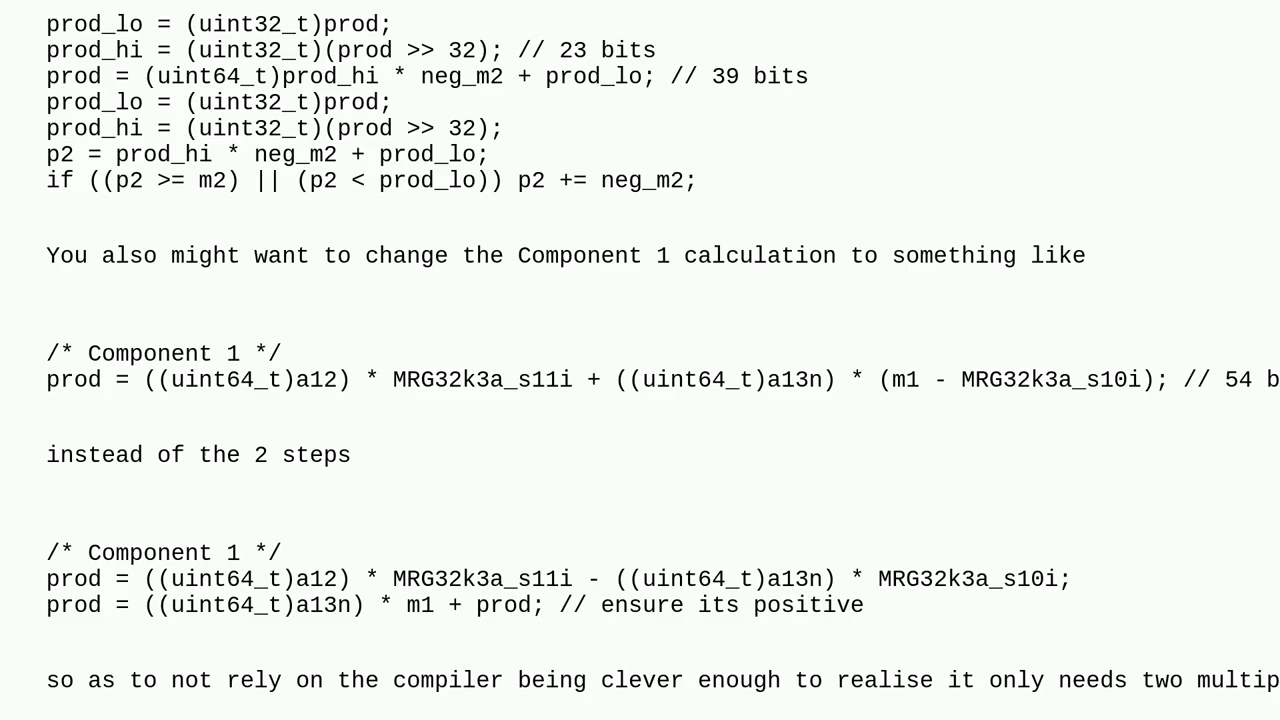 prod_lo = (uint32_t)prod;
prod_hi = (uint32_t)(prod >> 32); // 23 bits
prod = (uint64_t)prod_hi * neg_m2 + prod_lo; // 39 bits
prod_lo = (uint32_t)prod;
prod_hi = (uint32_t)(prod >> 32);
p2 = prod_hi * neg_m2 + prod_lo;
if ((p2 >= m2) || (p2 < prod_lo)) p2 += neg_m2;
You also might want to change the Component 1 calculation to something like
/* Component 1 */
prod = ((uint64_t)a12) * MRG32k3a_s11i + ((uint64_t)a13n) * (m1 - MRG32k3a_s10i); // 54 b
instead of the 2 steps
/* Component 1 */
prod = ((uint64_t)a12) * MRG32k3a_s11i - ((uint64_t)a13n) * MRG32k3a_s10i;
prod = ((uint64_t)a13n) * m1 + prod; // ensure its positive
so as to not rely on the compiler being clever enough to realise it only needs two multip